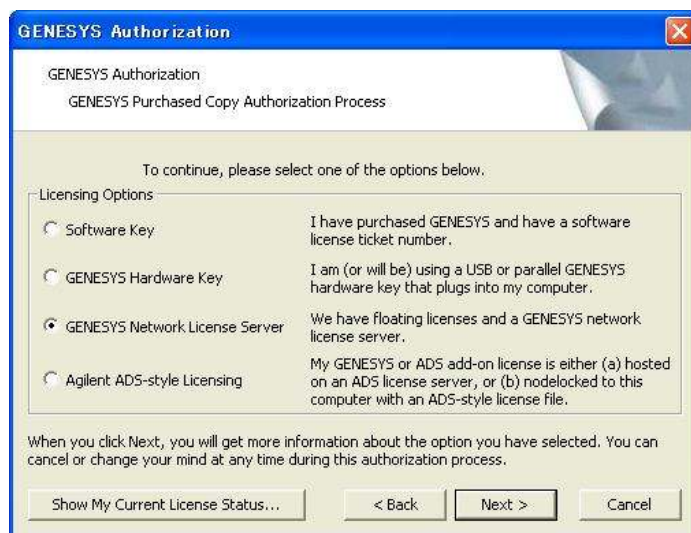 GENESYS Authorization
GENESYS Authorization
GENESYS Purchased Copy Authorization Process
To continue, please select one of the options below.
Licensing Options
Software Key
I have purchased GENESYS and have a software
license ticket number.
GENESYS Hardware Key
I am (or will be) using a USB or parallel GENESYS
hardware key that plugs into my computer.
GENESYS Network License Server
We have floating licenses and a GENESYS network
license server.
Agilent ADS-style Licensing
My GENESYS or ADS add-on license is either (a) hosted
on an ADS license server, or (b) nodelocked to this
computer with an ADS-style license file.
When you click Next, you will get more information about the option you have selected. You can
cancel or change your mind at any time during this authorization process.
Show My Current License Status...
< Back
Next >
Cancel